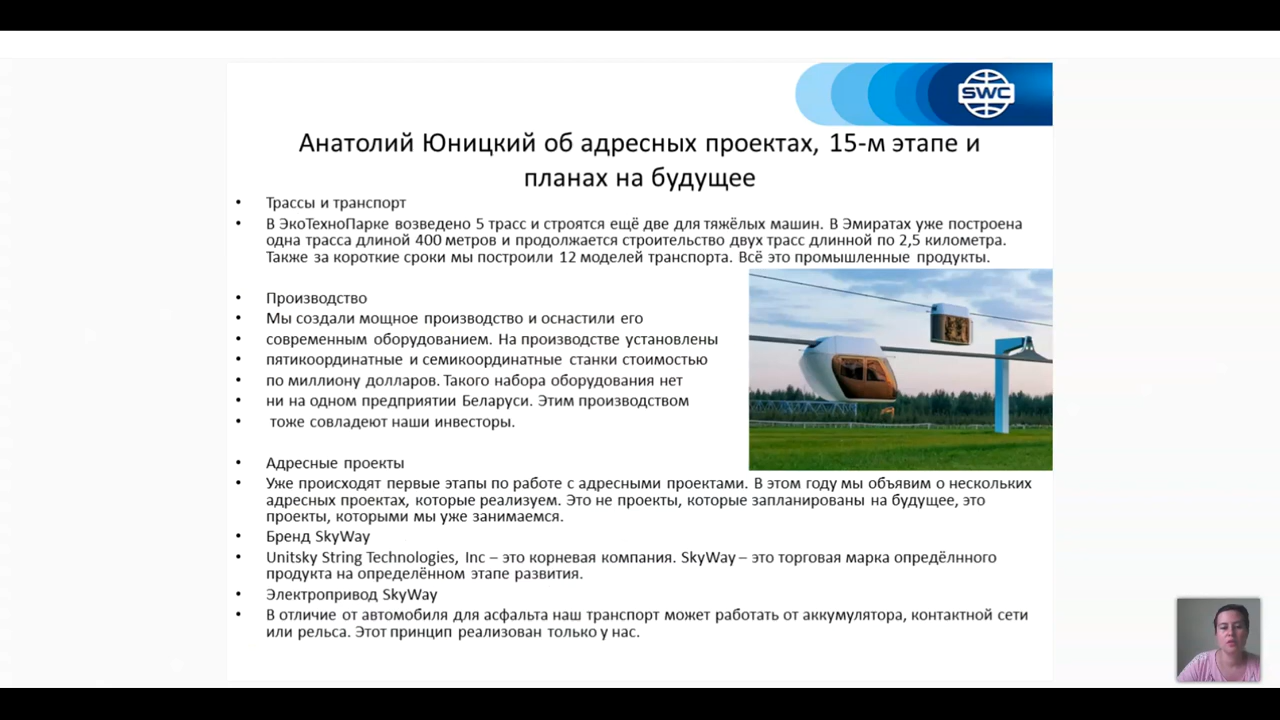 SWC
Анатолий Юницкий об адресных проектах, 15-м этапе и
планах на будущее
• Трассы и транспорт
• В ЭкоТехноПарке возведено 5 трасс и строятся ещё две для тяжёлых машин. В Эмиратах уже построена
одна трасса длиной 400 метров и продолжается строительство двух трасс длинной по 2,5 километра.
Также за короткие сроки мы построили 12 моделей транспорта. Всё это промышленные продукты.
• Производство
• Мы создали мощное производство и оснастили его
• современным оборудованием. На производстве установлены
• пятикоординатные и семикоординатные станки стоимостью
• по миллиону долларов. Такого набора оборудования нет
• ни на одном предприятии Беларуси. Этим производством
• тоже совладеют наши инвесторы.
• Адресные проекты
• Уже происходят первые этапы по работе с адресными проектами. В этом году мы объявим о нескольких
адресных проектах, которые реализуем. Это не проекты, которые запланированы на будущее, это
проекты, которыми мы уже занимаемся.
• Бренд SkyWay
• Unitsky String Technologies, Inc – это корневая компания. SkyWay – это торговая марка опредёлнного
продукта на определённом этапе развития.
• Электропривод SkyWay
• В отличие от автомобиля для асфальта наш транспорт может работать от аккумулятора, контактной сети
или рельса. Этот принцип реализован только у нас.